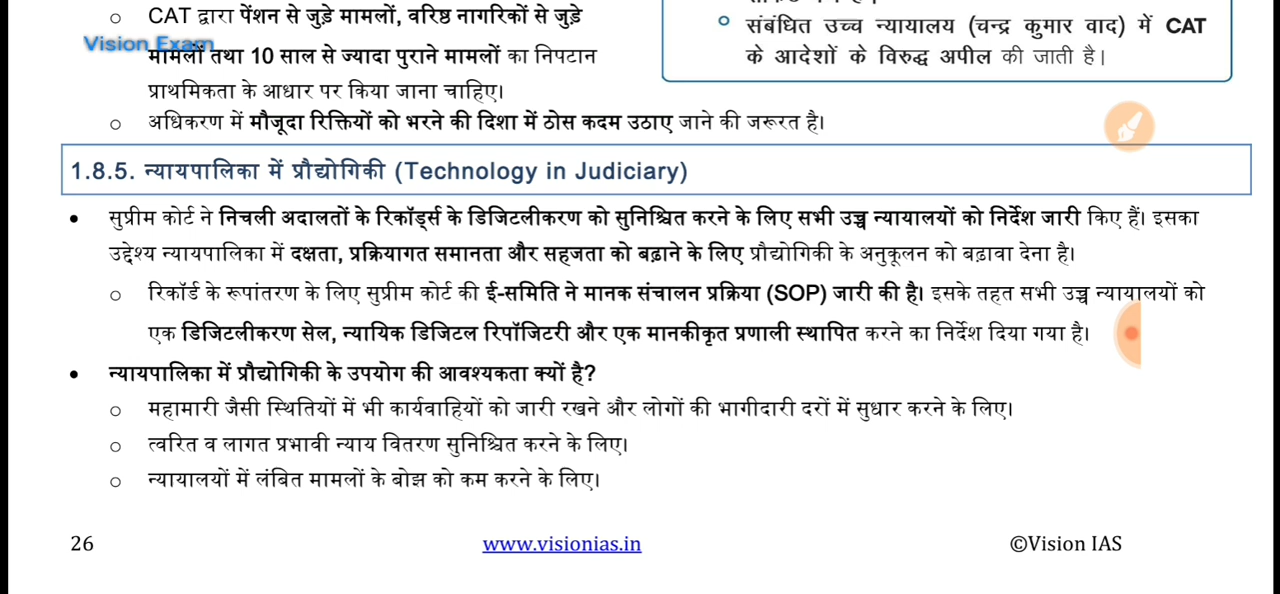 CAT द्वारा पेंशन से जुड़े मामलों, वरिष्ठ नागरिकों से जुड़े
Vision Exam
मामलों तथा 10 साल से ज्यादा पुराने मामलों का निपटान
प्राथमिकता के आधार पर किया जाना चाहिए।
संबंधित उच्च न्यायालय (चन्द्र कुमार वाद) में CAT
के आदेशों के विरुद्ध अपील की जाती है।
अधिकरण में मौजूदा रिक्तियों को भरने की दिशा में ठोस कदम उठाए जाने की जरूरत है।
1.8.5. न्यायपालिका में प्रौद्योगिकी (Technology in Judiciary)
सुप्रीम कोर्ट ने निचली अदालतों के रिकॉर्ड्स के डिजिटलीकरण को सुनिश्चित करने के लिए सभी उच्च न्यायालयों को निर्देश जारी किए हैं। इसका
उद्देश्य न्यायपालिका में दक्षता, प्रक्रियागत समानता और सहजता को बढ़ाने के लिए प्रौद्योगिकी के अनुकूलन को बढ़ावा देना है।
रिकॉर्ड के रूपांतरण के लिए सुप्रीम कोर्ट की ई-समिति ने मानक संचालन प्रक्रिया (SOP) जारी की है। इसके तहत सभी उच्च न्यायालयों को
एक डिजिटलीकरण सेल, न्यायिक डिजिटल रिपॉजिटरी और एक मानकीकृत प्रणाली स्थापित करने का निर्देश दिया गया है।
न्यायपालिका में प्रौद्योगिकी के उपयोग की आवश्यकता क्यों है?
महामारी जैसी स्थितियों में भी कार्यवाहियों को जारी रखने और लोगों की भागीदारी दरों में सुधार करने के लिए।
त्वरित व लागत प्रभावी न्याय वितरण सुनिश्चित करने के लिए।
न्यायालयों में लंबित मामलों के बोझ को कम करने के लिए।
26
www.visionias.in
©Vision IAS